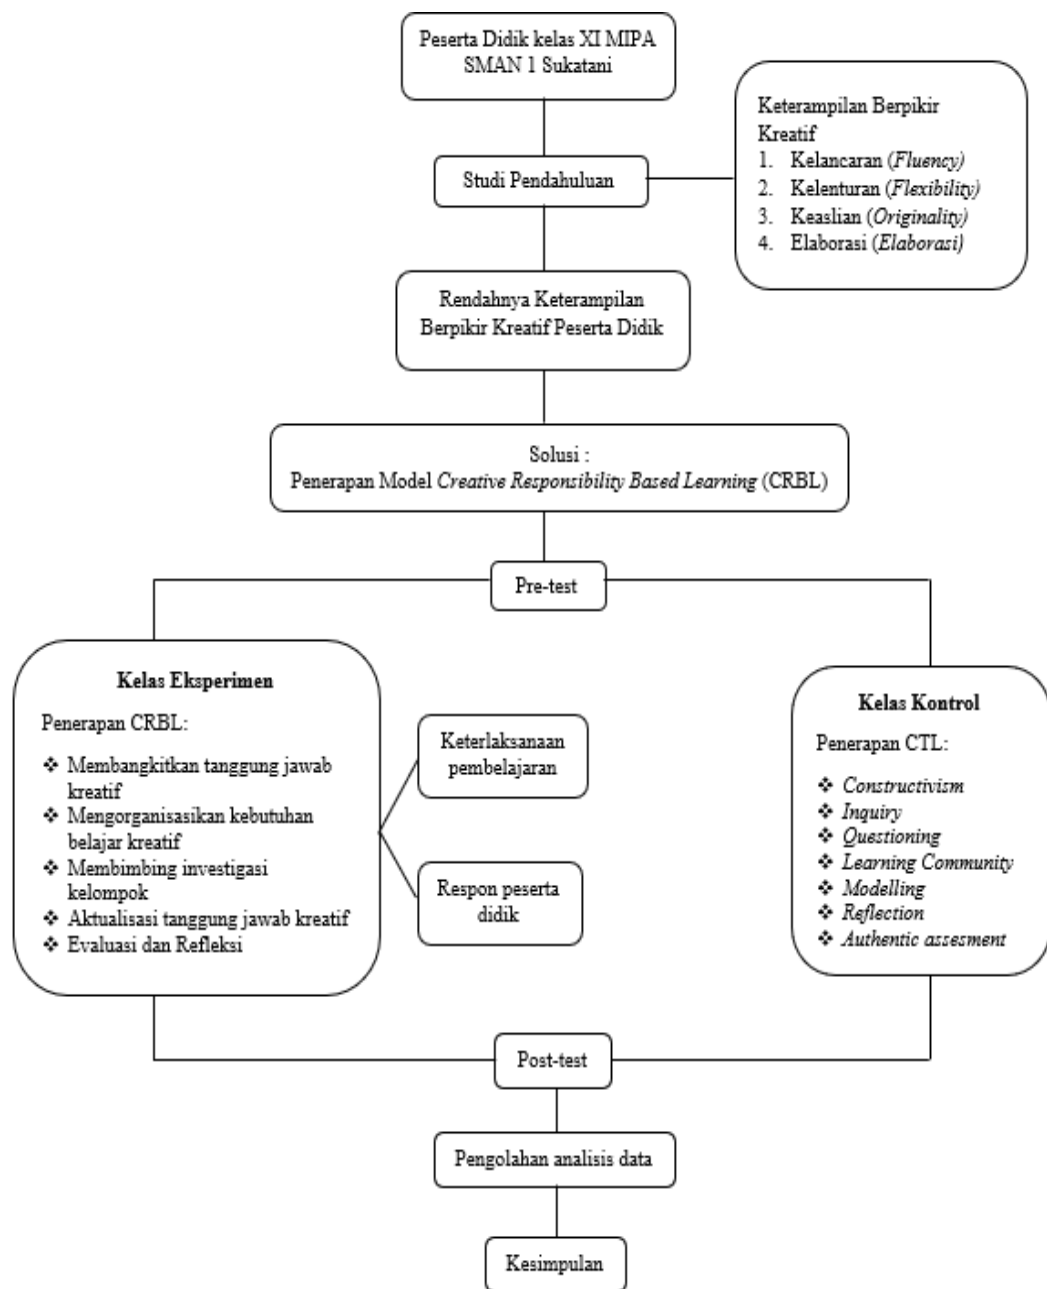 Peserta Didik kelas XI MIPA
SMAN 1 Sukatani
Keterampilan Berpikir
Kreatif
1. Kelancaran (Fluency)
2. Kelenturan (Flexibility)
3. Keaslian (Originality)
4. Elaborasi (Elaborasi)
Studi Pendahuluan
Rendahnya Keterampilan
Berpikir Kreatif Peserta Didik
Solusi :
Penerapan Model Creative Responsibility Based Learning (CRBL)
Pre-test
Kelas Eksperimen
Penerapan CRBL:
❖ Membangkitkan tanggung jawab
kreatif
❖ Mengorganisasikan kebutuhan
belajar kreatif
❖ Membimbing investigasi
kelompok
❖ Aktualisasi tanggung jawab kreatif
❖ Evaluasi dan Refleksi
Keterlaksanaan
pembelajaran
Respon peserta
didik
Kelas Kontrol
Penerapan CTL:
❖ Constructivism
❖ Inquiry
❖ Questioning
❖ Learning Community
❖ Modelling
❖ Reflection
❖ Authentic assesment
Post-test
Pengolahan analisis data
Kesimpulan